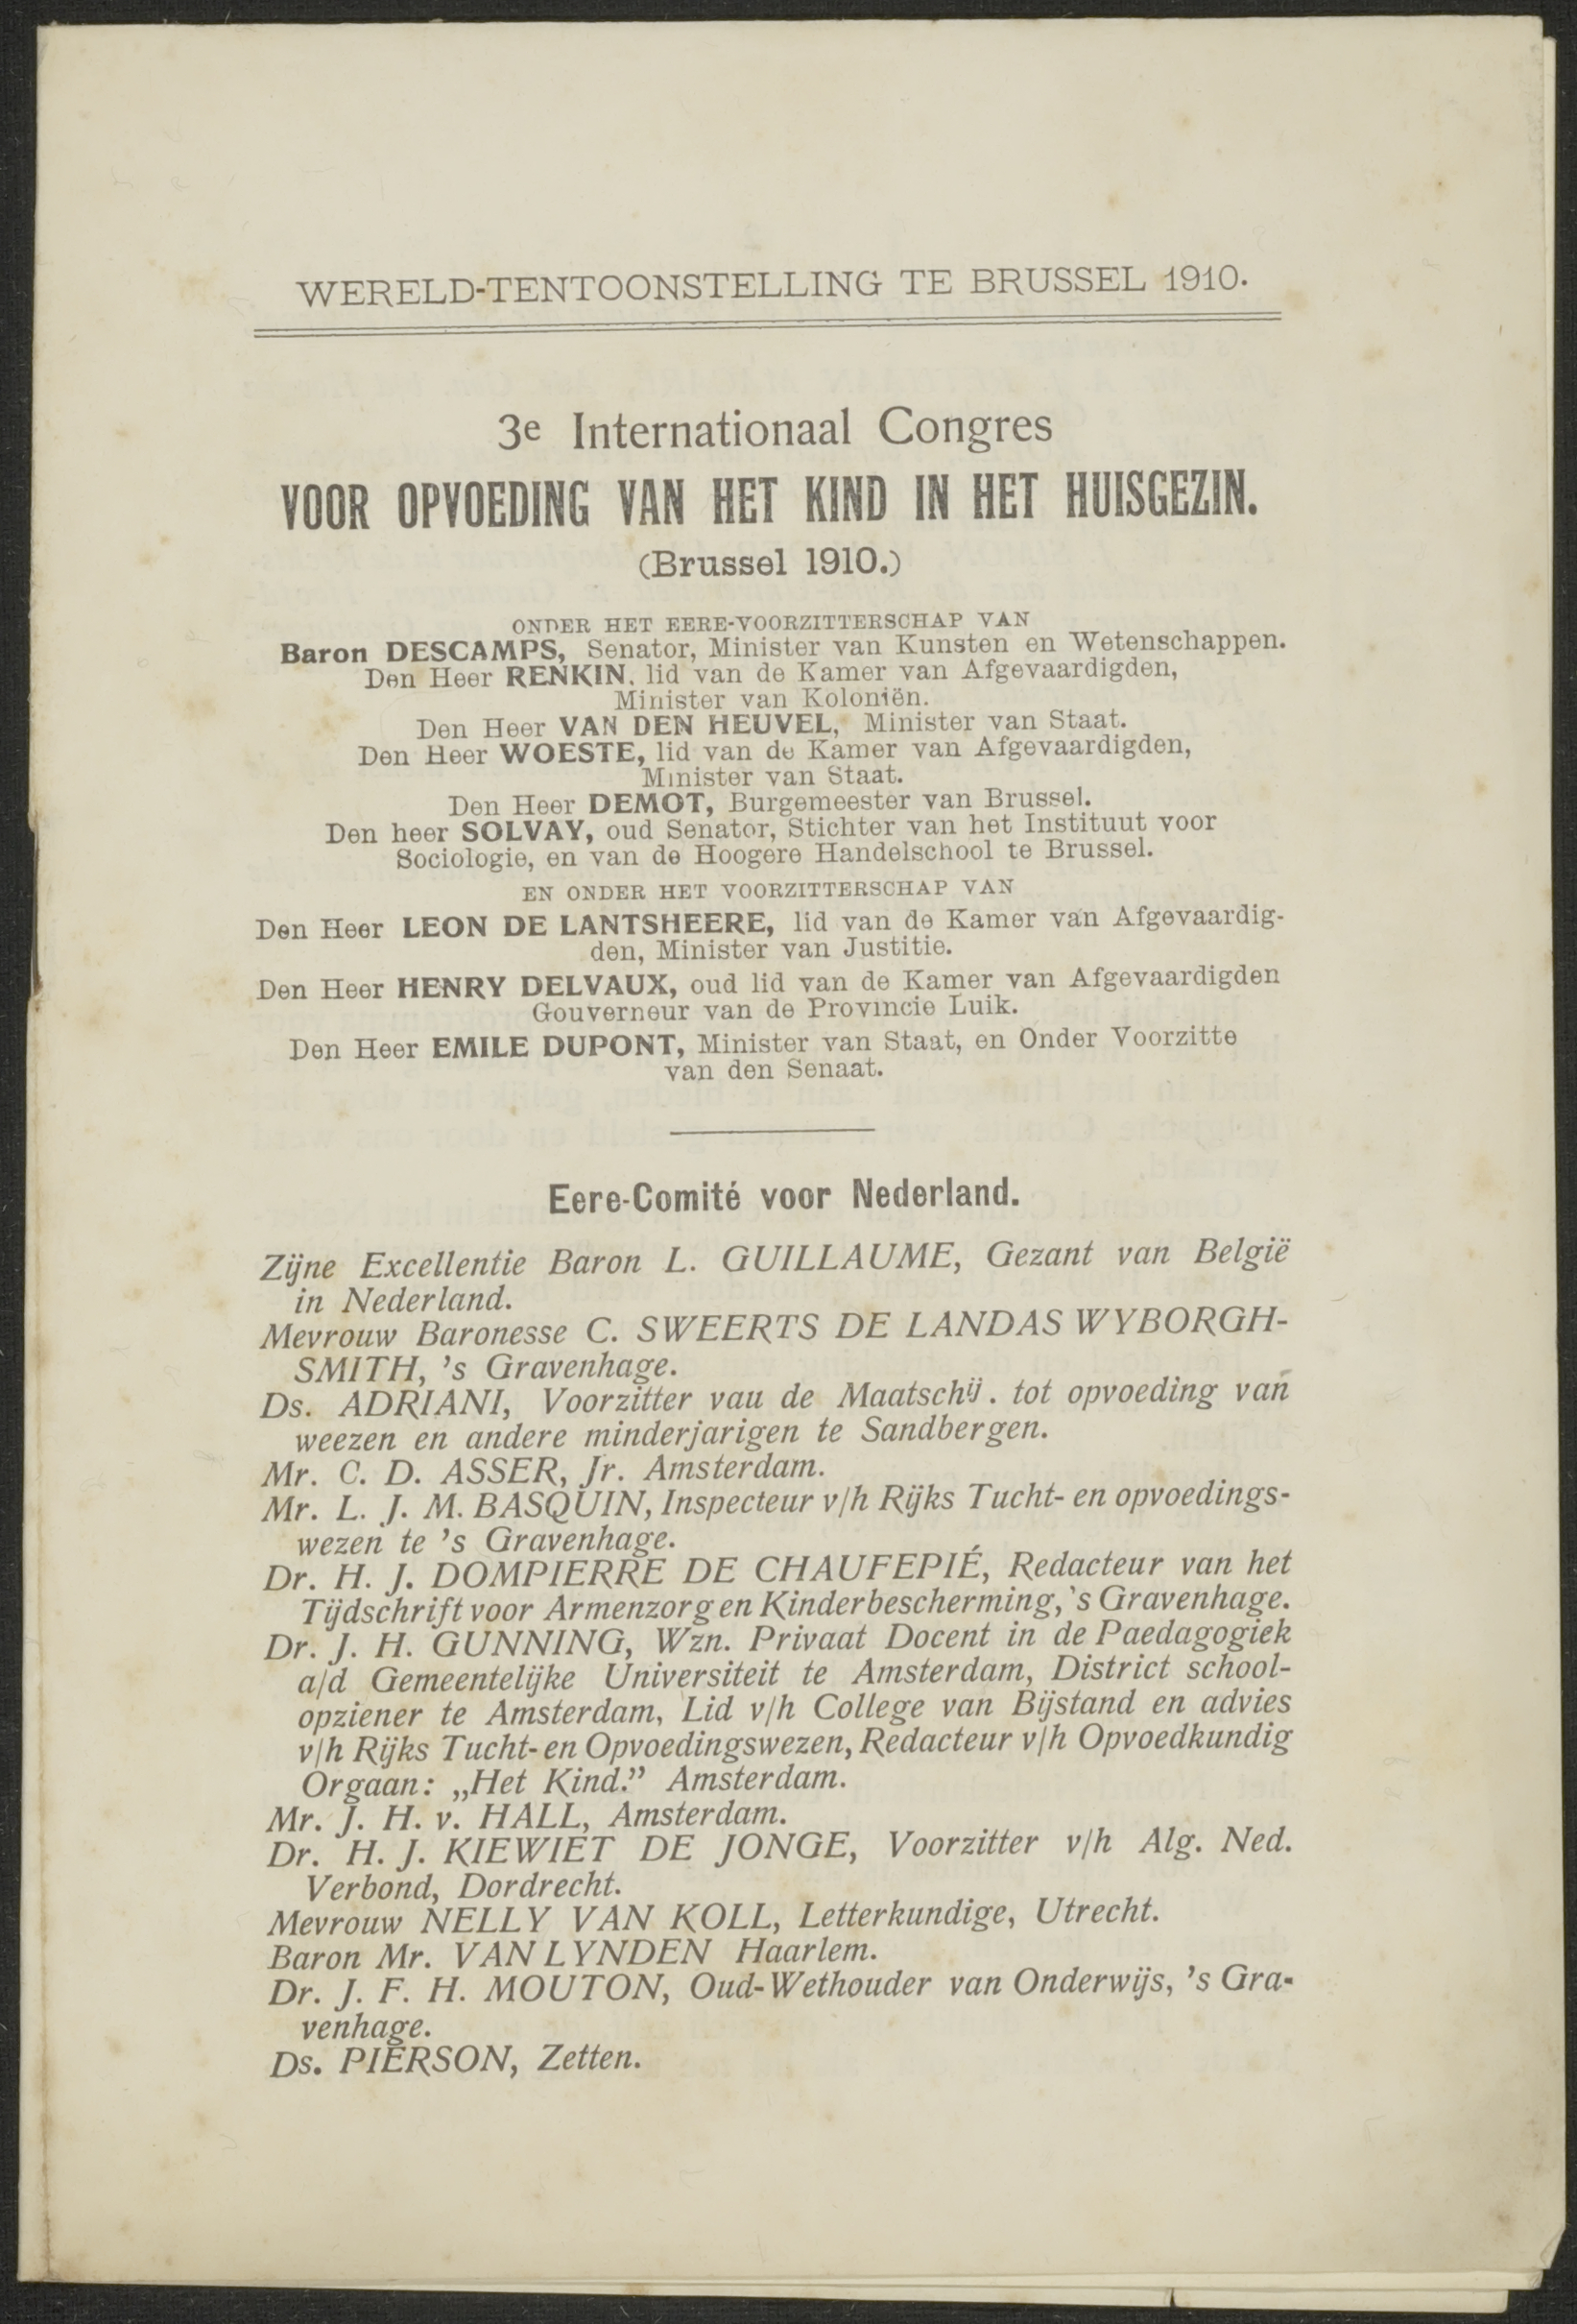 WERELD-TENTOONSTELLING TE BRUSSEL 1910.
3e Internationaal Congres
VOOR OPVOEDING VAN HET KIND IN HET HUISGEZIN.
(Brussel 1910.)
ONDER HET EERE-VOORZITTERSCHAP VAN
Baron DESCAMPS, Senator, Minister van Kunsten en Wetenschappen.
Den Heer RENKIN, lid van de Kamer van Afgevaardigden,
Minister van Koloniën.
Den Heer VAN DEN HEUVEL, Minister van Staat.
Den Heer WOESTE, lid van de Kamer van Afgevaardigden,
Minister van Staat.
Den Heer DEMOT, Burgemeester van Brussel.
Den heer SOLVAY, oud Senator, Stichter van het Instituut voor
Sociologie, en van de Hoogere Handelschool te Brussel.
EN ONDER HET VOORZITTERSCHAP VAN
Den Heer LEON DE LANTSHEERE, lid van de Kamer van Afgevaardig-
den, Minister van Justitie.
Den Heer HENRY DELVAUX, oud lid van de Kamer van Afgevaardigden
Gouverneur van de Provincie Luik.
Den Heer EMILE DUPONT, Minister van Staat, en Onder Voorzitte
van den Senaat.
Eere-Comité voor Nederland.
Zijne Excellentie Baron L. GUILLAUME, Gezant van België
in Nederland.
Mevrouw Baronesse C. SWEERTS DE LANDAS WYBORGH-
SMITH, 's Gravenhage.
Ds. ADRIANI, Voorzitter vau de Maatschij. tot opvoeding van
weezen en andere minderjarigen te Sandbergen.
Mr. C. D. ASSER, Jr. Amsterdam.
Mr. L. J. M. BASQUIN, Inspecteur v/h Rijks Tucht- en opvoedings-
wezen te 's Gravenhage.
Dr. H. J. DOMPIERRE DE CHAUFEPIÉ, Redacteur van het
Tijdschrift voor Armenzorg en Kinderbescherming, 's Gravenhage.
Dr. J. H. GUNNING, Wzn. Privaat Docent in de Paedagogiek
a/d Gemeentelijke Universiteit te Amsterdam, District school-
opziener te Amsterdam, Lid v/h College van Bijstand en advies
v/h Rijks Tucht- en Opvoedingswezen, Redacteur v/h Opvoedkundig
Orgaan: „Het Kind.” Amsterdam.
Mr. J. H. v. HALL, Amsterdam.
Dr. H. J. KIEWIET DE JONGE, Voorzitter v/h Alg. Ned.
Verbond, Dordrecht.
Mevrouw NELLY VAN KOLL, Letterkundige, Utrecht.
Baron Mr. VAN LYNDEN Haarlem.
Dr. J. F. H. MOUTON, Oud-Wethouder van Onderwijs, 's Gra-
venhage.
Ds. PIERSON, Zetten.